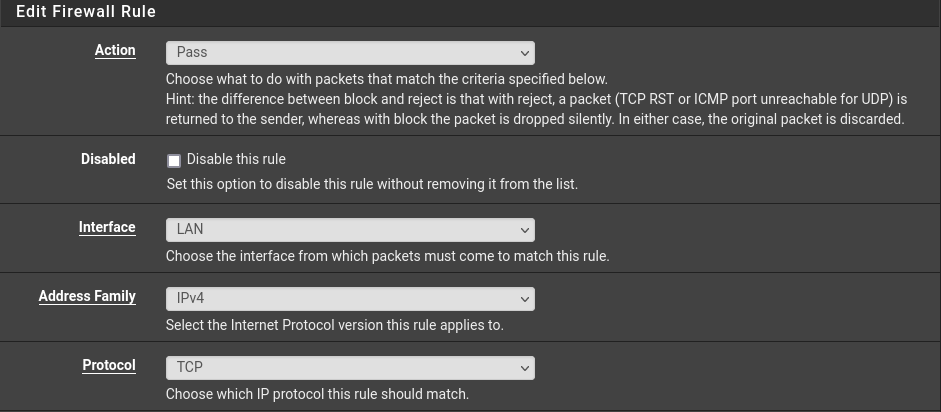 Edit Firewall Rule
Action
Pass
Choose what to do with packets that match the criteria specified below.
Hint: the difference between block and reject is that with reject, a packet (TCP RST or ICMP port unreachable for UDP) is
returned to the sender, whereas with block the packet is dropped silently. In either case, the original packet is discarded.
Disabled
Disable this rule
Set this option to disable this rule without removing it from the list.
Interface
LAN
Choose the interface from which packets must come to match this rule.
Address Family
IPv4
Select the Internet Protocol version this rule applies to.
Protocol
TCP
Choose which IP protocol this rule should match.